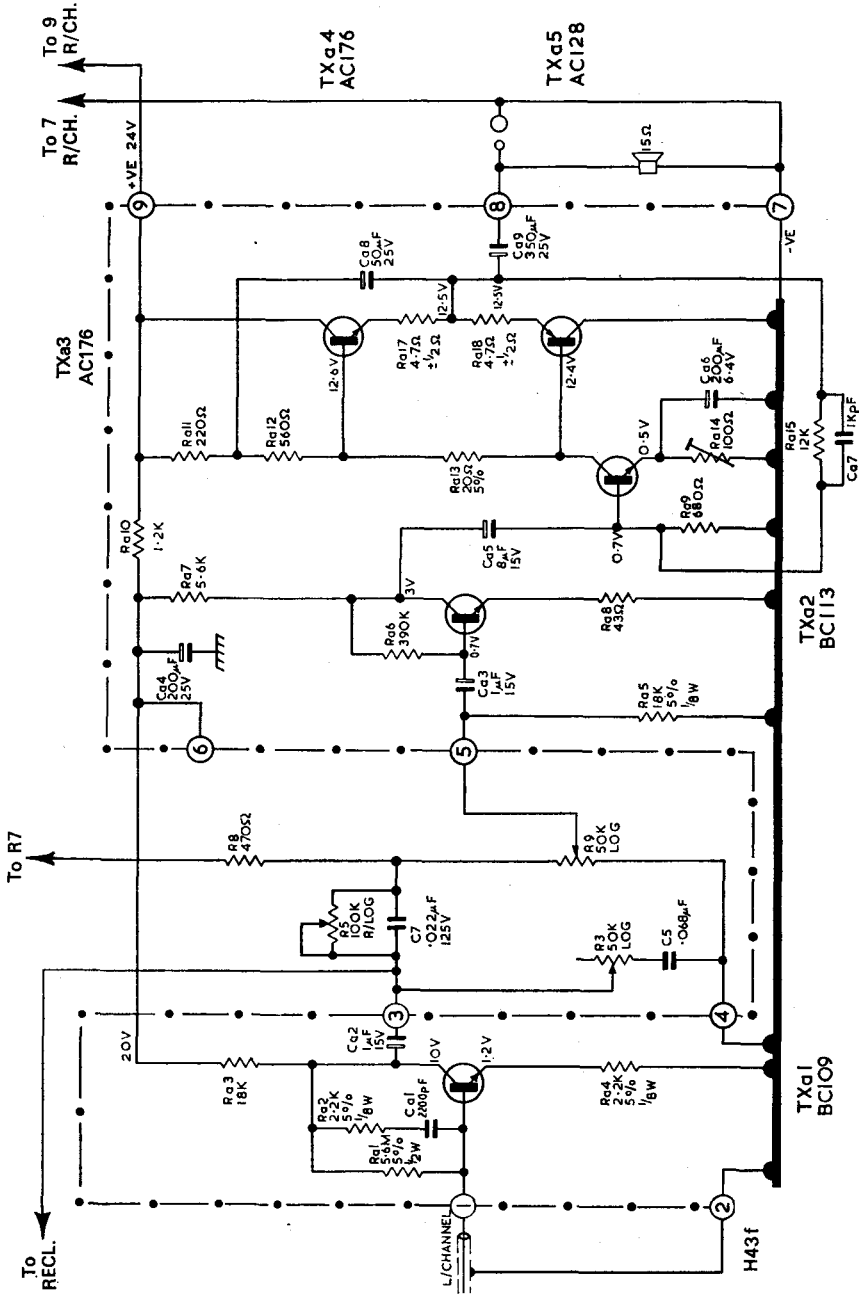 To 9
R/CH.
To 7
R/CH.
TXa4
AC176
TXa5
AC128
+VE 24V
9
8
7
-VE
15Ω
TXa3
AC176
Ca8
50µF
25V
Ca9
350µF
25V
12·5V
12·5V
Ra17
4·7Ω
±½Ω
Ra18
4·7Ω
±½Ω
12·6V
12·4V
Ra11
220Ω
Ra12
560Ω
Ra13
20Ω
5%
0·5V
Ca6
200µF
6·4V
Ra14
100Ω
Ra15
12K
1KpF
Ca7
Ra10
1·2K
Ra7
5·6K
Ca5
8µF
15V
0·7V
Ra9
680Ω
3V
Ra6
390K
0·7V
Ra8
43Ω
TXa2
BC113
Ca4
200µF
25V
6
Ca3
1µF
15V
Ra5
18K
5%
⅛W
5
To R7
R8
470Ω
R9
50K
LOG
R5
100K
R/LOG
C7
·022µF
125V
R3
50K
LOG
C5
·068µF
3
4
20V
Ra3
18K
Ca2
1µF
15V
10V
1·2V
Ra2
2·2K
5%
⅛W
Ca1
2200pF
Ra1
5·6M
5%
½W
Ra4
2·2K
5%
⅛W
TXa1
BC109
To
RECL.
L/CHANNEL
1
2
H43f